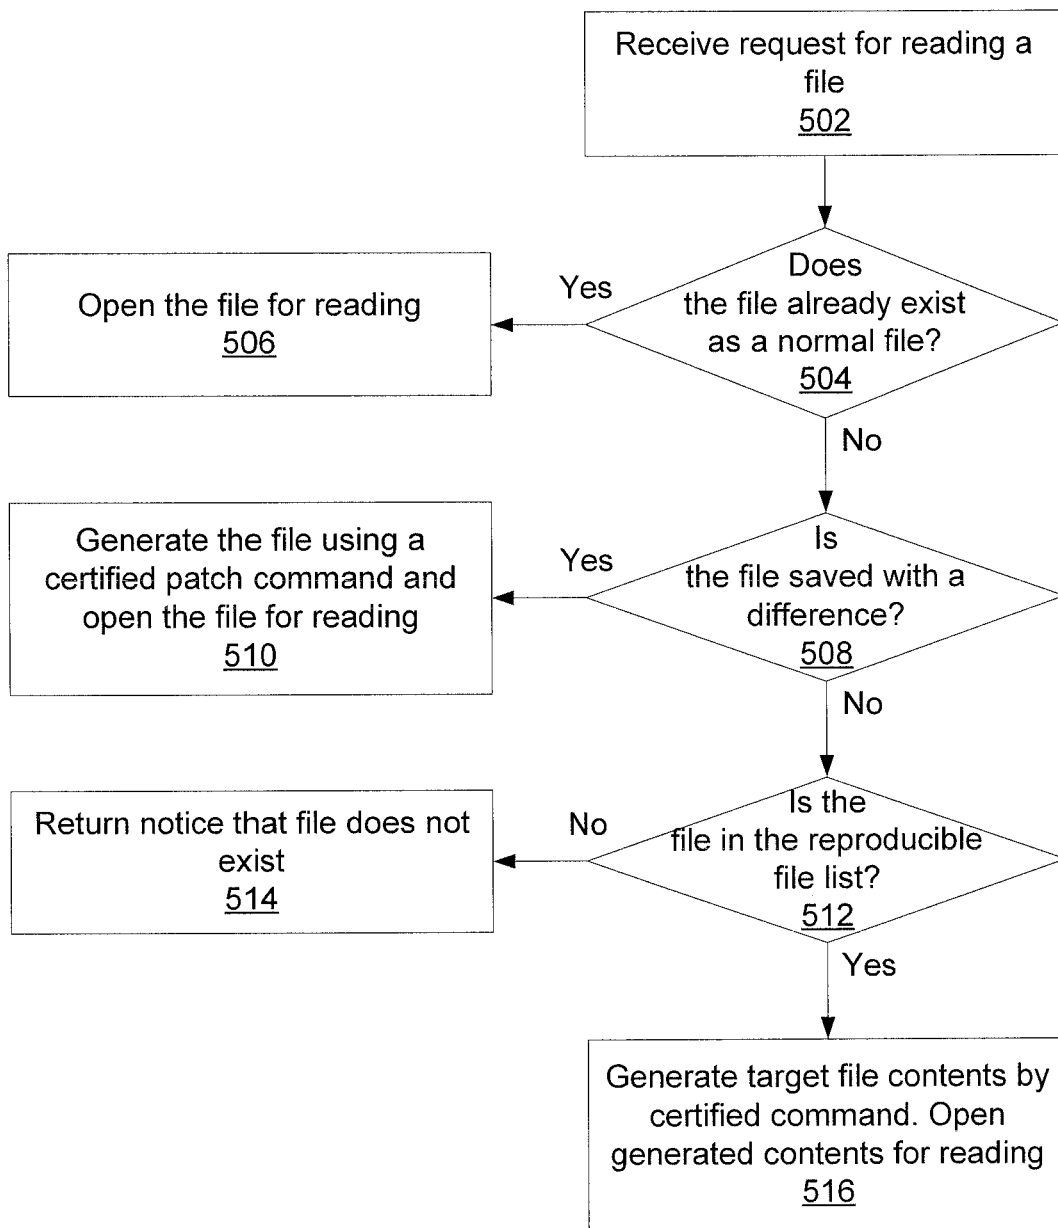 Receive request for reading a
file
502
Does
the file already exist
as a normal file?
504
Yes
Open the file for reading
506
No
Is
the file saved with a
difference?
508
Yes
Generate the file using a
certified patch command and
open the file for reading
510
No
Is the
file in the reproducible
file list?
512
No
Return notice that file does not
exist
514
Yes
Generate target file contents by
certified command. Open
generated contents for reading
516